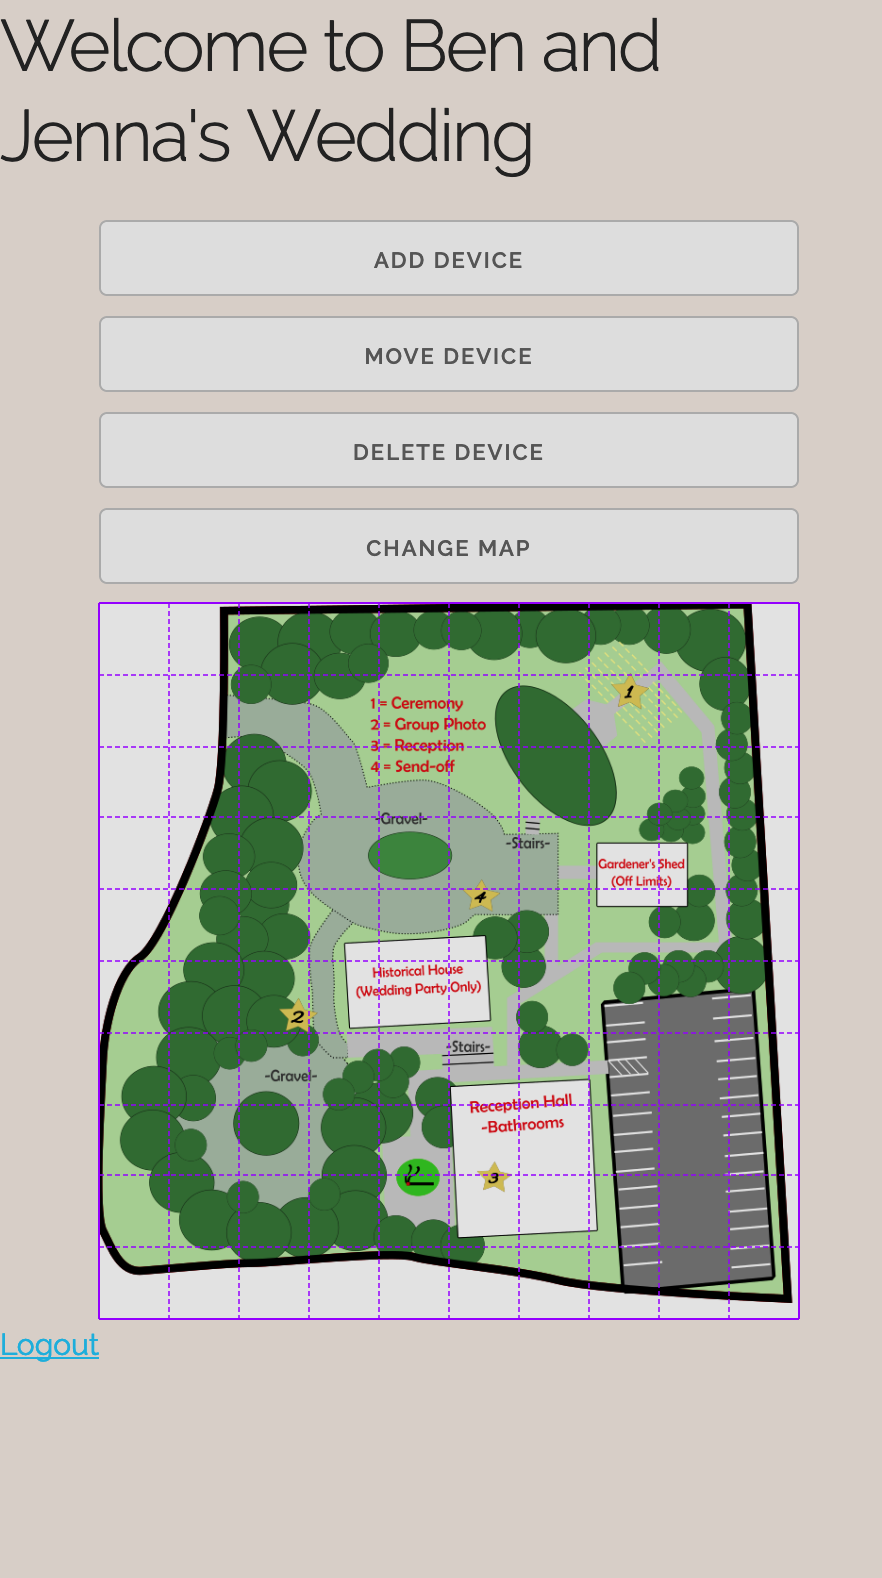 Welcome to Ben and
Jenna's Wedding
ADD DEVICE
MOVE DEVICE
DELETE DEVICE
CHANGE MAP
1
1 = Ceremony
2 = Group Photo
3 = Reception
4 = Send-off
-Gravel-
-Stairs-
Gardener's Shed
(Off Limits)
4
Historical House
(Wedding Party Only)
2
-Stairs-
-Gravel-
Reception Hall
-Bathrooms
3
Logout